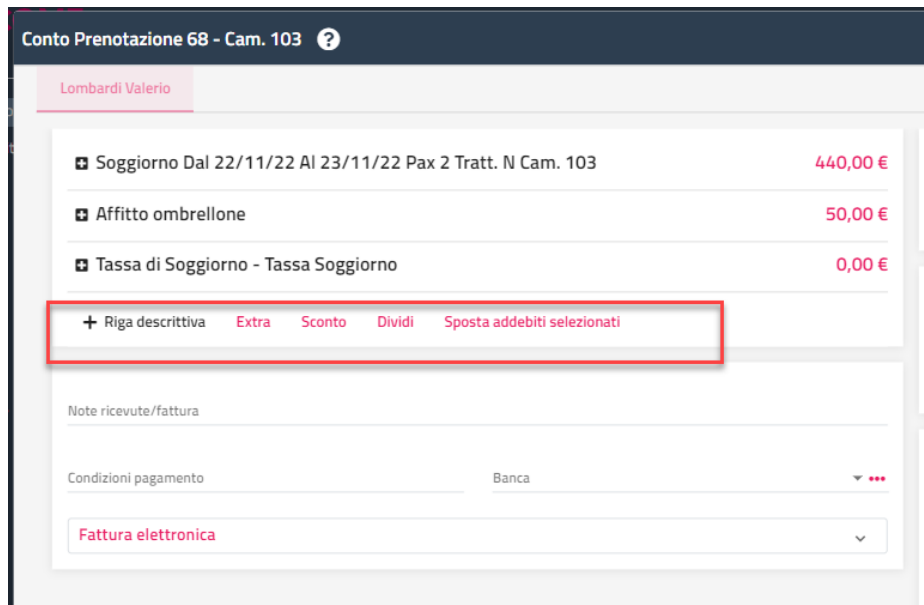 Conto Prenotazione 68 - Cam. 103 ?
Lombardi Valerio
Soggiorno Dal 22/11/22 Al 23/11/22 Pax 2 Tratt. N Cam. 103 440,00 €
Affitto ombrellone 50,00 €
Tassa di Soggiorno - Tassa Soggiorno 0,00 €
+ Riga descrittiva Extra Sconto Dividi Sposta addebiti selezionati
Note ricevute/fattura
Condizioni pagamento Banca
Fattura elettronica